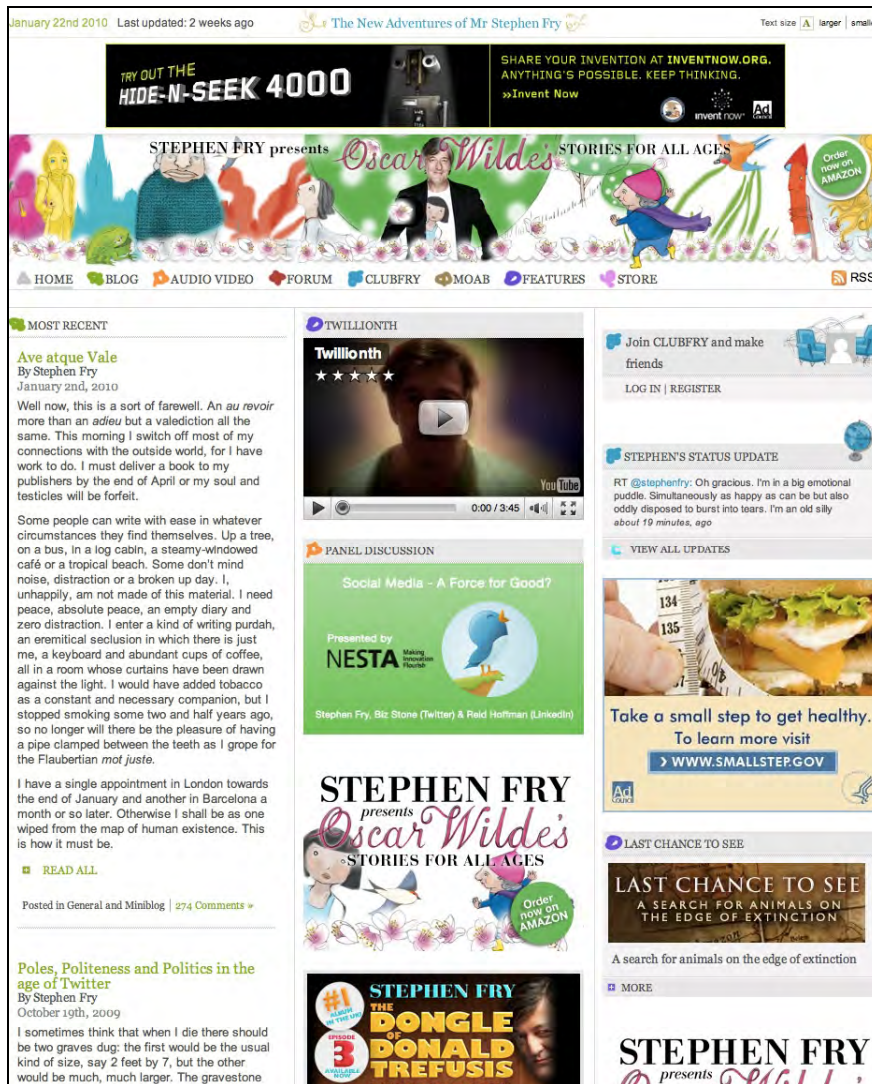 January 22nd 2010 Last updated: 2 weeks ago
The New Adventures of Mr Stephen Fry
Text size A larger smalle
TRY OUT THE
HIDE-N-SEEK 4000
SHARE YOUR INVENTION AT INVENTNOW.ORG.
ANYTHING'S POSSIBLE. KEEP THINKING.
»Invent Now
invent now
Ad
Council
STEPHEN FRY presents Oscar Wilde's STORIES FOR ALL AGES
Order
now on
AMAZON
HOME BLOG AUDIO VIDEO FORUM CLUBFRY MOAB FEATURES STORE RSS
MOST RECENT
Ave atque Vale
By Stephen Fry
January 2nd, 2010
Well now, this is a sort of farewell. An au revoir
more than an adieu but a valediction all the
same. This morning I switch off most of my
connections with the outside world, for I have
work to do. I must deliver a book to my
publishers by the end of April or my soul and
testicles will be forfeit.
Some people can write with ease in whatever
circumstances they find themselves. Up a tree,
on a bus, in a log cabin, a steamy-windowed
café or a tropical beach. Some don't mind
noise, distraction or a broken up day. I,
unhappily, am not made of this material. I need
peace, absolute peace, an empty diary and
zero distraction. I enter a kind of writing purdah,
an eremitical seclusion in which there is just
me, a keyboard and abundant cups of coffee,
all in a room whose curtains have been drawn
against the light. I would have added tobacco
as a constant and necessary companion, but I
stopped smoking some two and half years ago,
so no longer will there be the pleasure of having
a pipe clamped between the teeth as I grope for
the Flaubertian mot juste.
I have a single appointment in London towards
the end of January and another in Barcelona a
month or so later. Otherwise I shall be as one
wiped from the map of human existence. This
is how it must be.
READ ALL
Posted in General and Miniblog | 274 Comments »
Poles, Politeness and Politics in the
age of Twitter
By Stephen Fry
October 19th, 2009
I sometimes think that when I die there should
be two graves dug: the first would be the usual
kind of size, say 2 feet by 7, but the other
would be much, much larger. The gravestone
TWILLIONTH
Twillionth
YouTube
0:00 / 3:45
PANEL DISCUSSION
Social Media - A Force for Good?
Presented by
NESTA Making
Innovation
Flourish
Stephen Fry, Biz Stone (Twitter) & Reid Hoffman (LinkedIn)
STEPHEN FRY
presents
Oscar Wilde's
STORIES FOR ALL AGES
Order
now on
AMAZON
#1
ALBUM
IN THE UK!
EPISODE
3
AVAILABLE
NOW
STEPHEN FRY
THE
DONGLE
OF
DONALD
TREFUSIS
Join CLUBFRY and make
friends
LOG IN | REGISTER
STEPHEN'S STATUS UPDATE
RT @stephenfry: Oh gracious. I'm in a big emotional
puddle. Simultaneously as happy as can be but also
oddly disposed to burst into tears. I'm an old silly
about 19 minutes, ago
VIEW ALL UPDATES
134
135
Take a small step to get healthy.
To learn more visit
WWW.SMALLSTEP.GOV
Ad
Council
LAST CHANCE TO SEE
LAST CHANCE TO SEE
A SEARCH FOR ANIMALS ON
THE EDGE OF EXTINCTION
A search for animals on the edge of extinction
MORE
STEPHEN FRY
presents